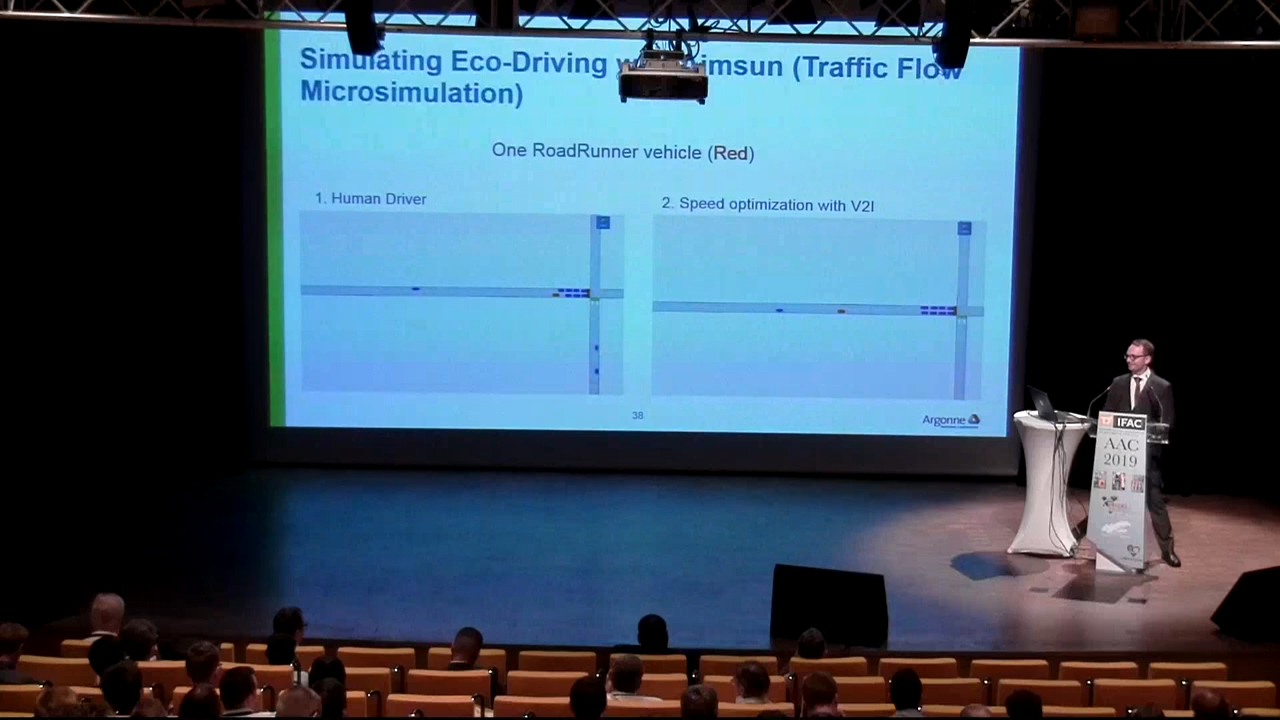 Simulating Eco-Driving imsun (Traffic Flow
Microsimulation)
One RoadRunner vehicle (Red)
1. Human Driver
2. Speed optimization with V2I
38
Argonne
IFAC
AAC
2019